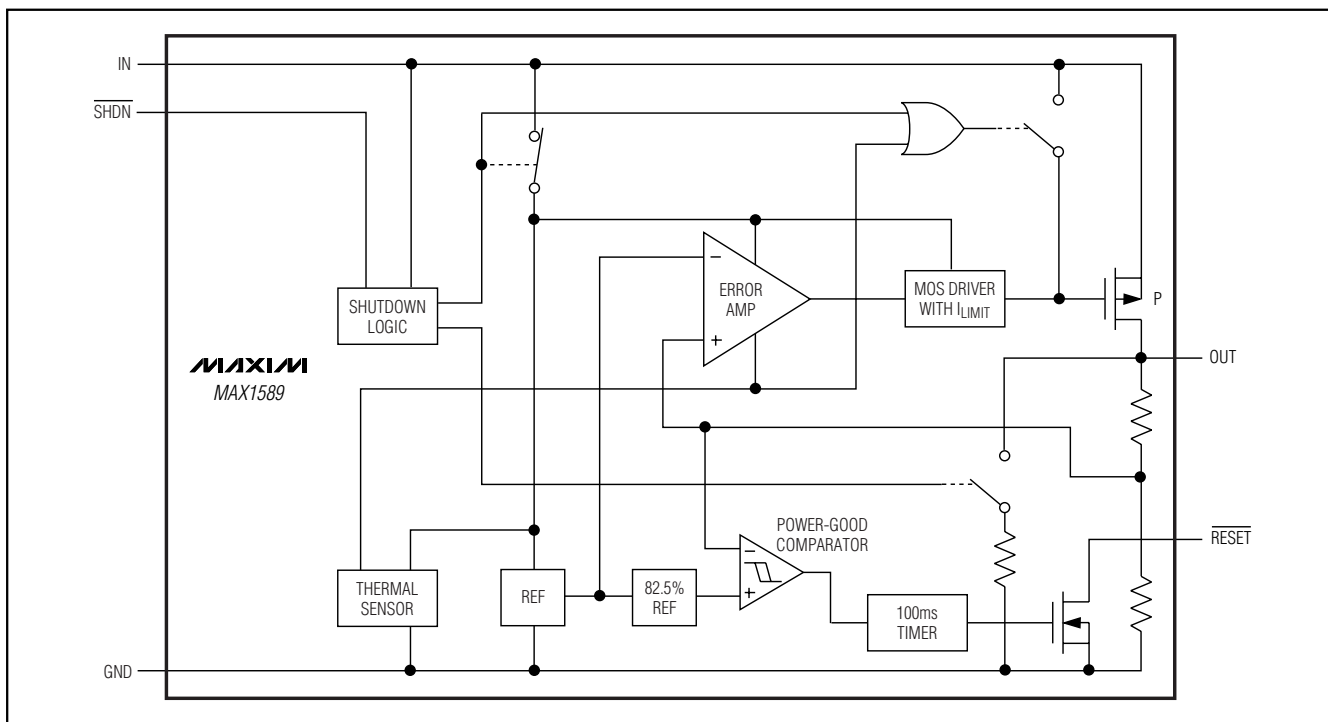 IN
SHDN
SHUTDOWN
LOGIC
MAXIM
MAX1589
−
ERROR
AMP
+
MOS DRIVER
WITH ILIMIT
P
OUT
POWER-GOOD
COMPARATOR
−
+
RESET
THERMAL
SENSOR
REF
82.5%
REF
100ms
TIMER
GND